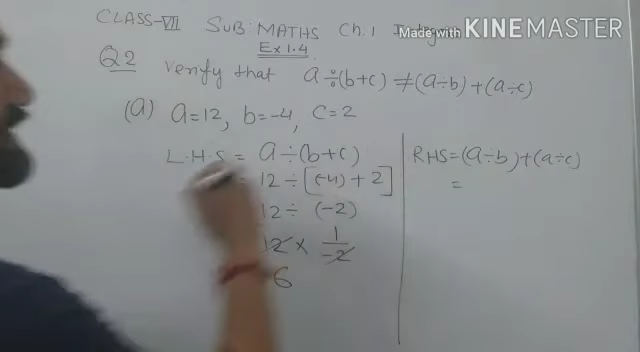 CLASS-VII SUB: MATHS Ch. 1
Made with KINEMASTER
Ex 1.4
Q2 Verify that a÷(b+c) ≠ (a÷b)+(a÷c)
(a) a=12, b=-4, c=2
L.H.S = a÷(b+c)
12 ÷ [(-4) + 2]
12 ÷ (-2)
12 × 1/-2
6
RHS = (a÷b)+(a÷c)
=